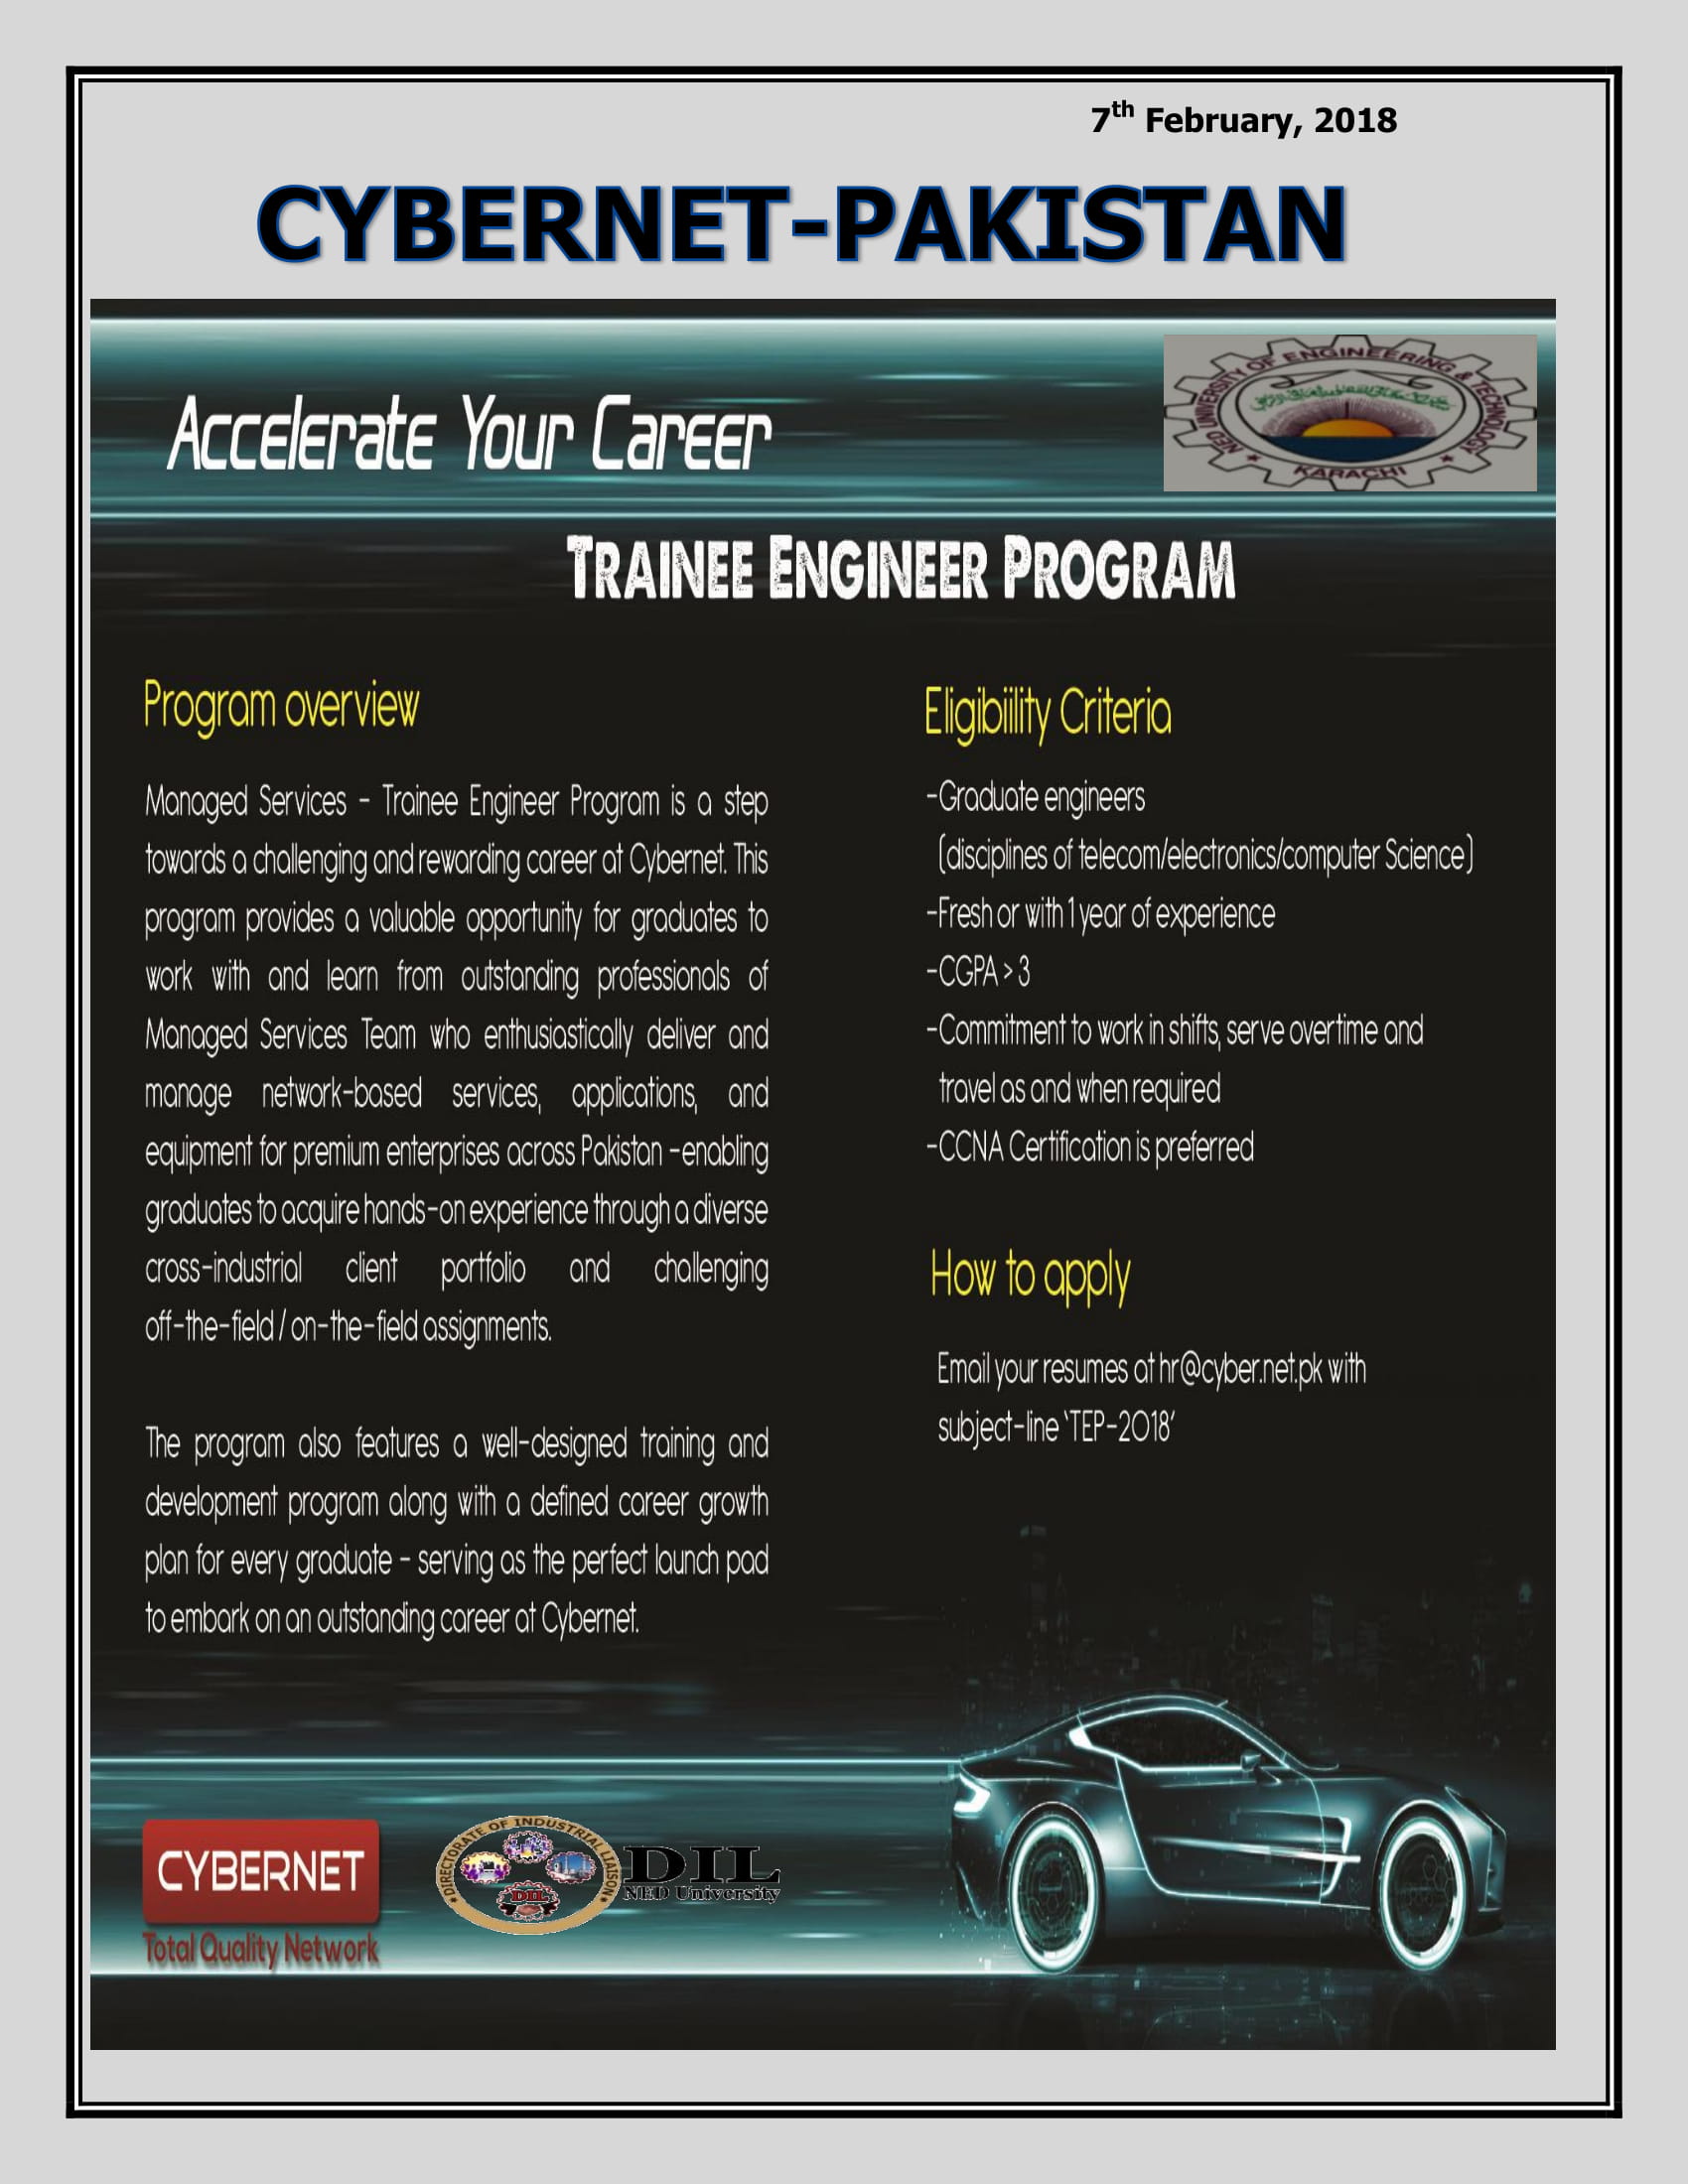 7th February, 2018
CYBERNET-PAKISTAN
Accelerate Your Career
NED UNIVERSITY OF ENGINEERING & TECHNOLOGY
KARACHI
TRAINEE ENGINEER PROGRAM
Program overview
Managed Services - Trainee Engineer Program is a step
towards a challenging and rewarding career at Cybernet. This
program provides a valuable opportunity for graduates to
work with and learn from outstanding professionals of
Managed Services Team who enthusiastically deliver and
manage network-based services, applications, and
equipment for premium enterprises across Pakistan -enabling
graduates to acquire hands-on experience through a diverse
cross-industrial client portfolio and challenging
off-the-field / on-the-field assignments.
The program also features a well-designed training and
development program along with a defined career growth
plan for every graduate - serving as the perfect launch pad
to embark on an outstanding career at Cybernet.
Eligibiility Criteria
-Graduate engineers
(disciplines of telecom/electronics/computer Science)
-Fresh or with 1 year of experience
-CGPA > 3
-Commitment to work in shifts, serve overtime and
travel as and when required
-CCNA Certification is preferred
How to apply
Email your resumes at hr@cyber.net.pk with
subject-line ‘TEP-2018’
CYBERNET
Total Quality Network
DIRECTORATE OF INDUSTRIAL LIAISON
DIL
DIL
NED University